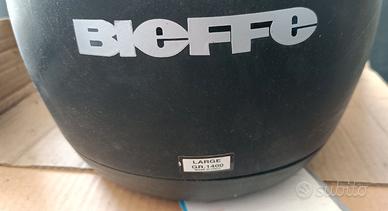 BIEFFE
LARGE
GR.1400
subito